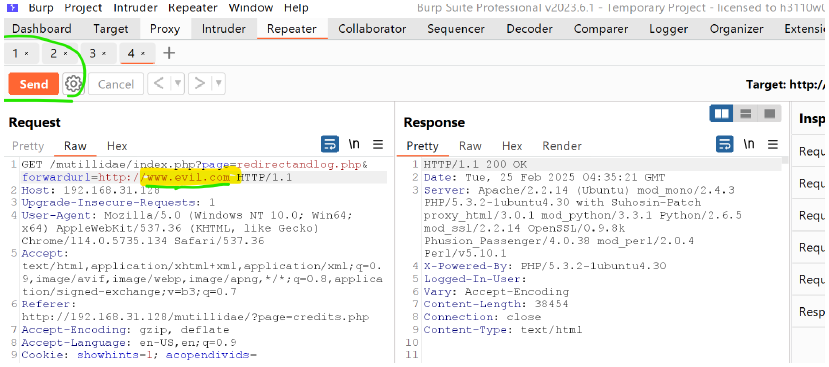 Burp Project Intruder Repeater Window Help Burp Suite Professional v2023.6.1 - Temporary Project - licensed to h3110w0
Dashboard Target Proxy Intruder Repeater Collaborator Sequencer Decoder Comparer Logger Organizer Ext
1 × 2 × 3 × 4 × +
Send Cancel < > Target: http:/
Request
Pretty Raw Hex \n
1 GET /mutillidae/index.php?page=redirectandlog.php&
forwardurl=http://www.evil.com HTTP/1.1
2 Host: 192.168.31.128
3 Upgrade-Insecure-Requests: 1
4 User-Agent: Mozilla/5.0 (Windows NT 10.0; Win64;
x64) AppleWebKit/537.36 (KHTML, like Gecko)
Chrome/114.0.5735.134 Safari/537.36
5 Accept:
text/html,application/xhtml+xml,application/xml;q=0.
9,image/avif,image/webp,image/apng,*/*;q=0.8,applica
tion/signed-exchange;v=b3;q=0.7
6 Referer:
http://192.168.31.128/mutillidae/?page=credits.php
7 Accept-Encoding: gzip, deflate
8 Accept-Language: en-US,en;q=0.9
9 Cookie: showhints=1; acopendivids=
Response
Pretty Raw Hex Render \n
1 HTTP/1.1 200 OK
2 Date: Tue, 25 Feb 2025 04:35:21 GMT
3 Server: Apache/2.2.14 (Ubuntu) mod_mono/2.4.3
PHP/5.3.2-1ubuntu4.30 with Suhosin-Patch
proxy_html/3.0.1 mod_python/3.3.1 Python/2.6.5
mod_ssl/2.2.14 OpenSSL/0.9.8k
Phusion_Passenger/4.0.38 mod_perl/2.0.4
Perl/v5.10.1
4 X-Powered-By: PHP/5.3.2-1ubuntu4.30
5 Logged-In-User:
6 Vary: Accept-Encoding
7 Content-Length: 38454
8 Connection: close
9 Content-Type: text/html
10
11
Insp
Requ
Requ
Requ
Requ
Requ
Resp